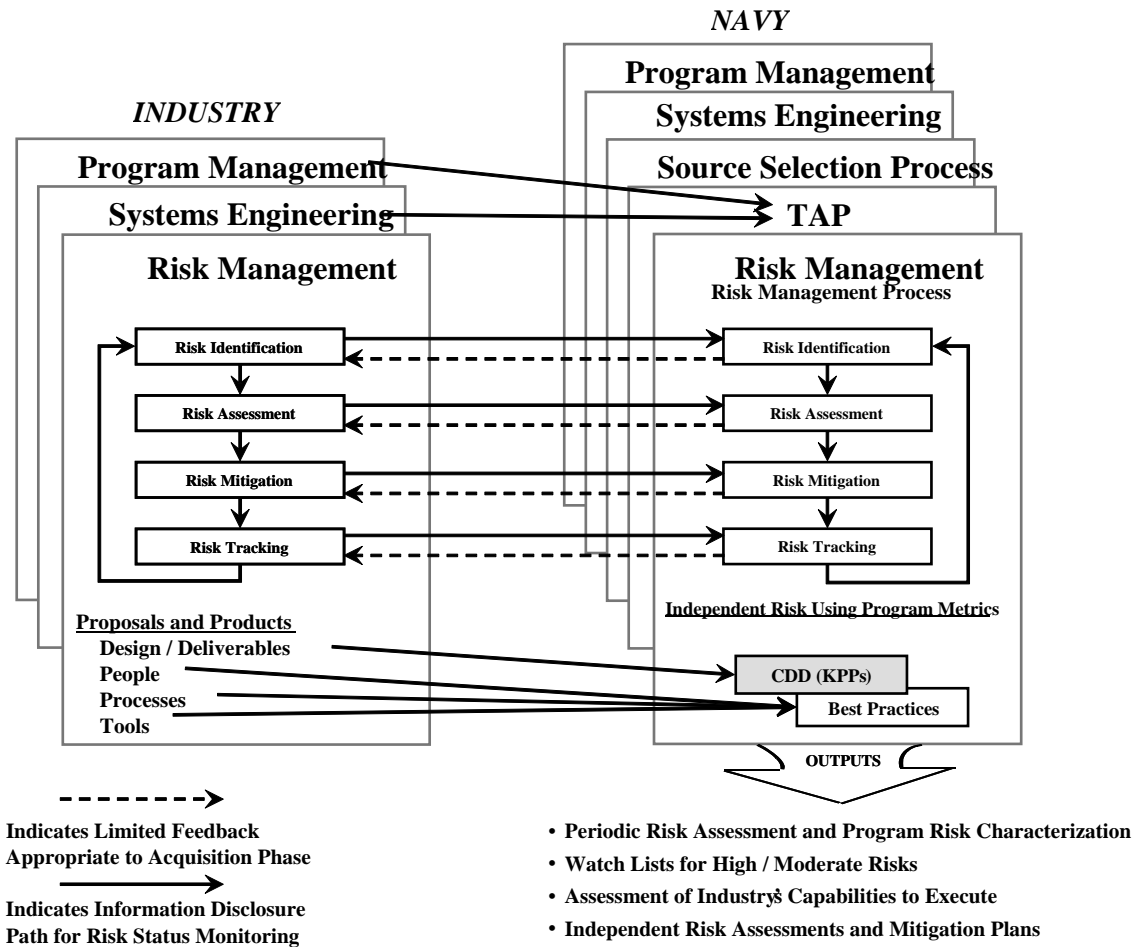 NAVY
Program Management
Systems Engineering
Source Selection Process
TAP
Risk Management
Risk Management Process
Risk Identification
Risk Assessment
Risk Mitigation
Risk Tracking
Independent Risk Using Program Metrics
CDD (KPPs)
Best Practices
OUTPUTS
INDUSTRY
Program Management
Systems Engineering
Risk Management
Risk Identification
Risk Assessment
Risk Mitigation
Risk Tracking
Proposals and Products
Design / Deliverables
People
Processes
Tools
Indicates Limited Feedback
Appropriate to Acquisition Phase
Indicates Information Disclosure
Path for Risk Status Monitoring
• Periodic Risk Assessment and Program Risk Characterization
• Watch Lists for High / Moderate Risks
• Assessment of Industry's Capabilities to Execute
• Independent Risk Assessments and Mitigation Plans